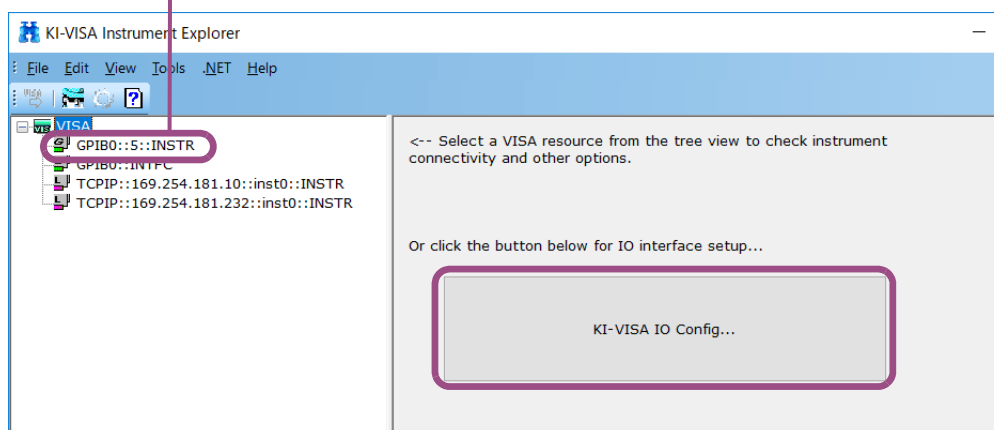 KI-VISA Instrument Explorer
File Edit View Tools .NET Help
VISA
GPIB0::5::INSTR
GPIB0::INTFC
TCPIP::169.254.181.10::inst0::INSTR
TCPIP::169.254.181.232::inst0::INSTR
<-- Select a VISA resource from the tree view to check instrument
connectivity and other options.
Or click the button below for IO interface setup...
KI-VISA IO Config...